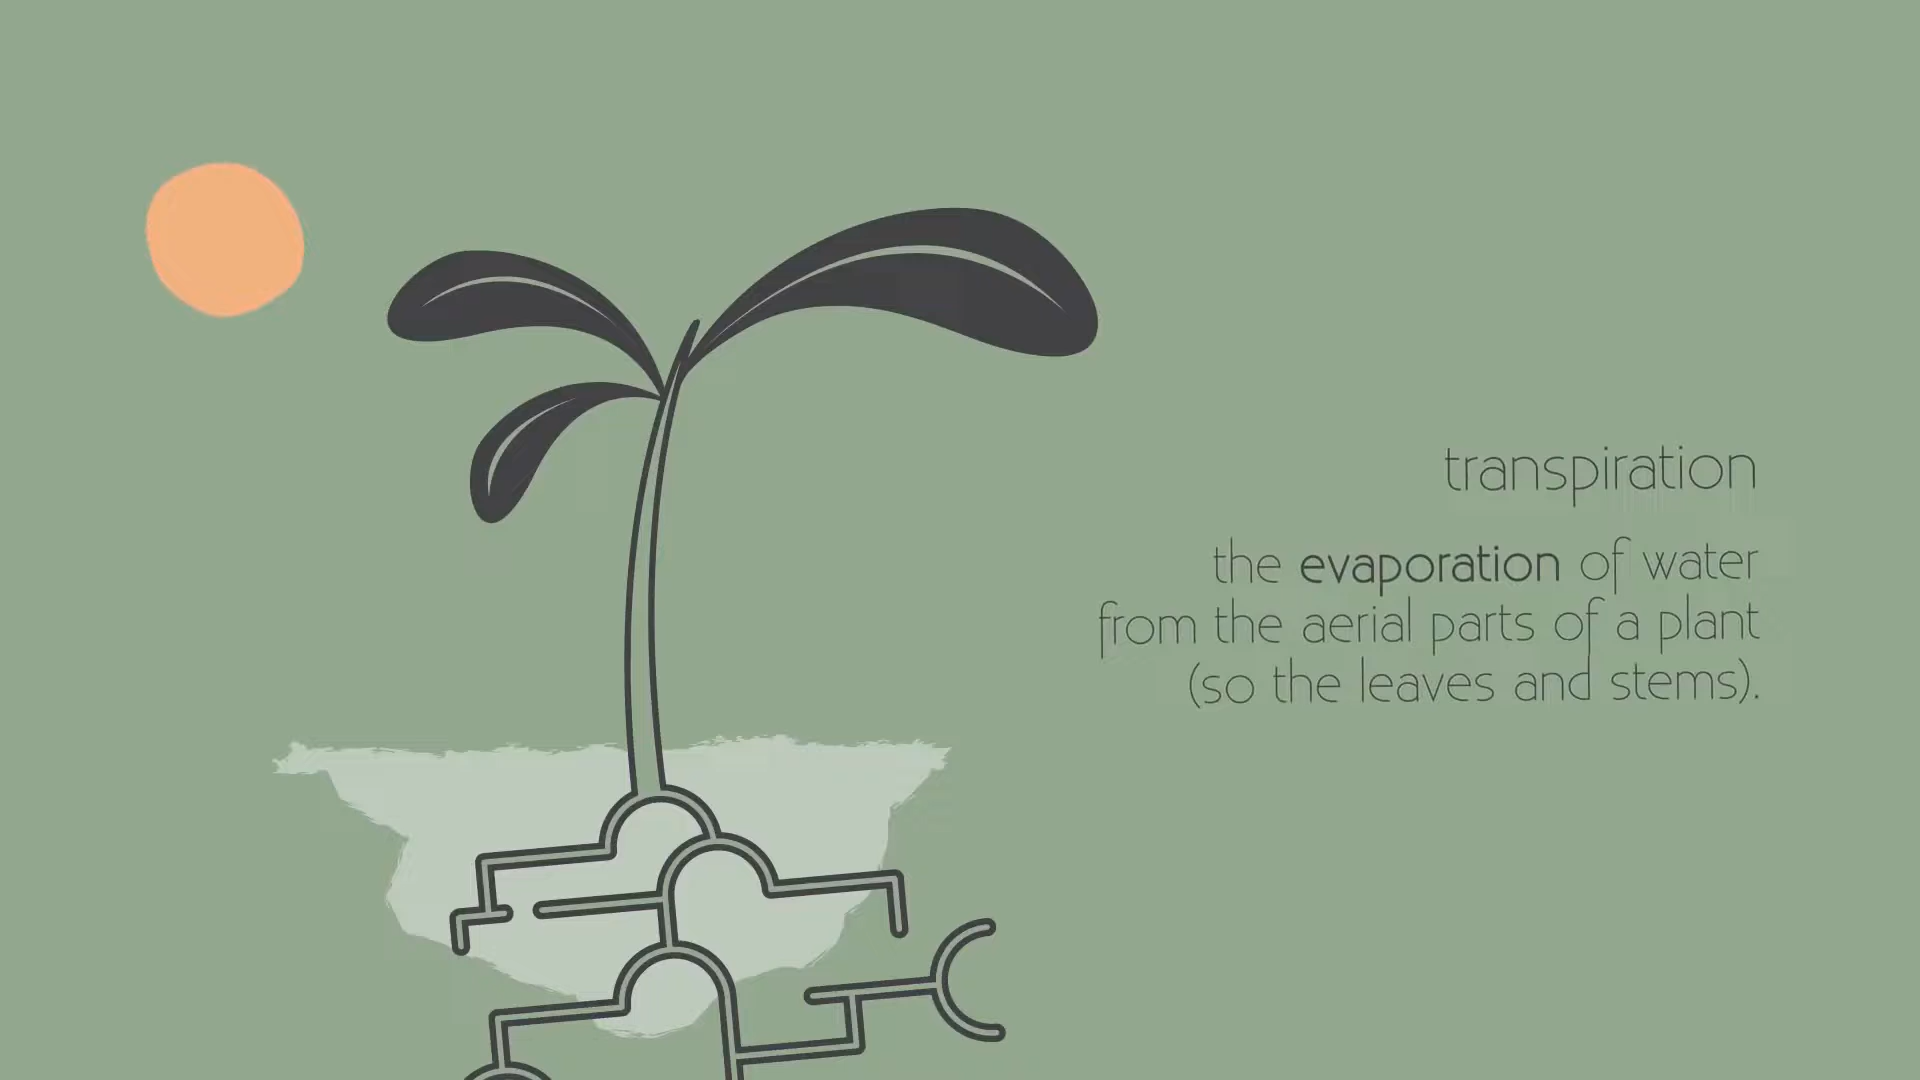 transpiration
the evaporation of water
from the aerial parts of a plant
(so the leaves and stems).